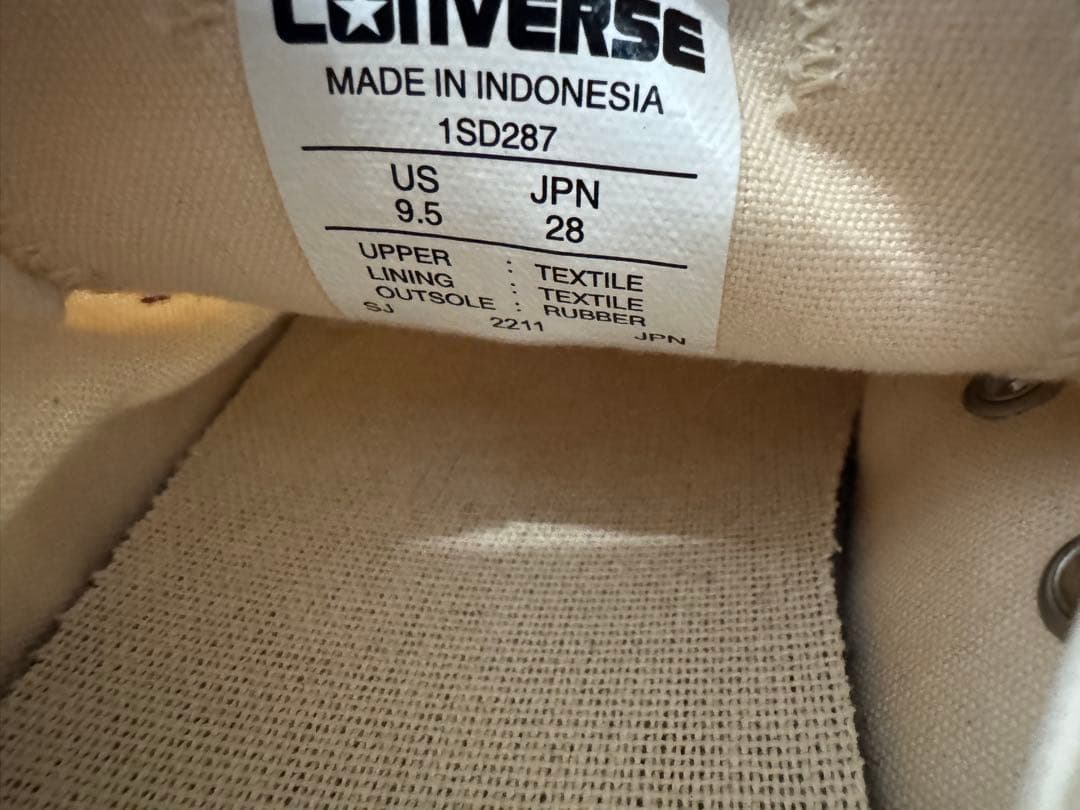 CONVERSE
MADE IN INDONESIA
1SD287
US JPN
9.5 28
UPPER : TEXTILE
LINING : TEXTILE
OUTSOLE : RUBBER
SJ 2211 JPN